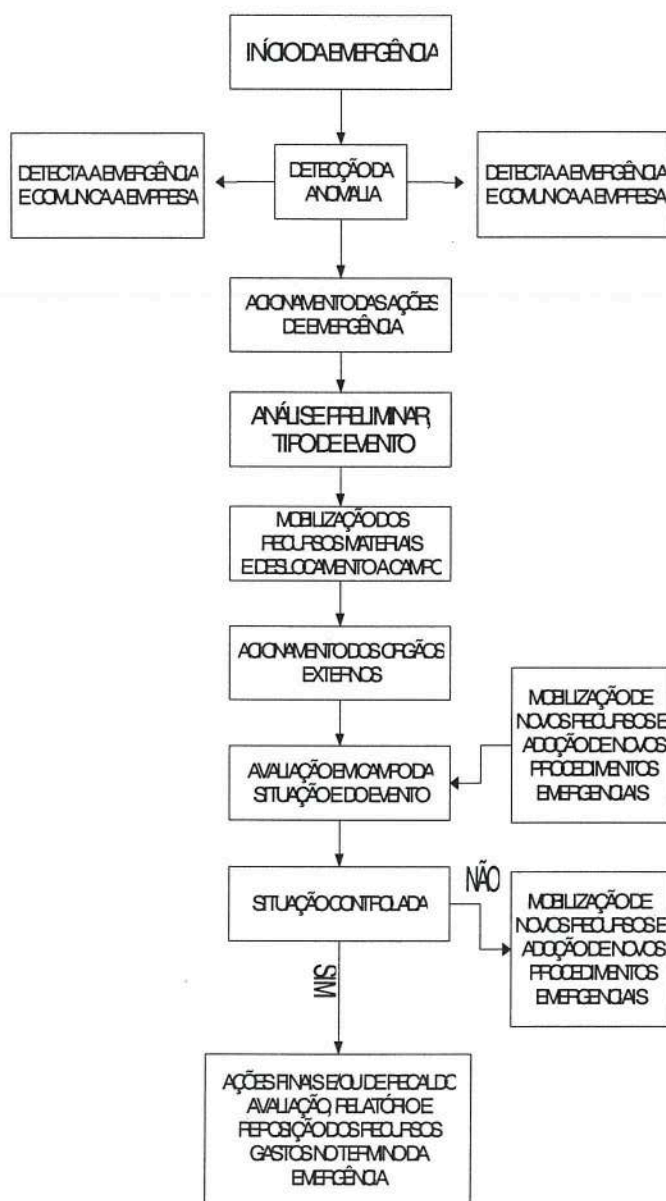 INÍCIO DA EMERGÊNCIA
DETECTA A EMERGÊNCIA
E COMUNICA A EMPRESA
DETECÇÃO DA
ANOMALIA
DETECTA A EMERGÊNCIA
E COMUNICA A EMPRESA
ACIONAMENTO DAS AÇÕES
DE EMERGÊNCIA
ANÁLISE PRELIMINAR,
TIPO DE EVENTO
MOBILIZAÇÃO DOS
RECURSOS MATERIAIS
E DESLOCAMENTO A CAMPO
ACIONAMENTO DOS ORGÃOS
EXTERNOS
MOBILIZAÇÃO DE
NOVOS RECURSOS E
ADOÇÃO DE NOVOS
PROCEDIMENTOS
EMERGENCIAIS
AVALIAÇÃO EM CAMPO DA
SITUAÇÃO E DO EVENTO
SITUAÇÃO CONTROLADA
NÃO
MOBILIZAÇÃO DE
NOVOS RECURSOS E
ADOÇÃO DE NOVOS
PROCEDIMENTOS
EMERGENCIAIS
SIM
AÇÕES FINAIS E/OU DE RECALDO
AVALIAÇÃO, RELATÓRIO E
REPOSIÇÃO DOS RECURSOS
GASTOS NO TERMINO DA
EMERGÊNCIA